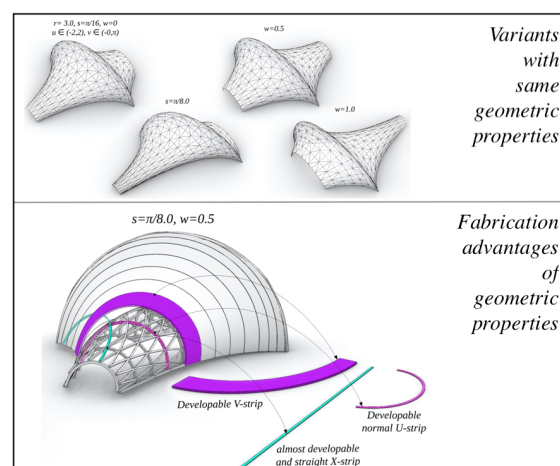 r= 3.0, s=π/16, w=0
u ∈ (-2,2), v ∈ (-0,π)
w=0.5
s=π/8.0
w=1.0
Variants
with
same
geometric
properties
s=π/8.0, w=0.5
Fabrication
advantages
of
geometric
properties
Developable V-strip
Developable
normal U-strip
almost developable
and straight X-strip